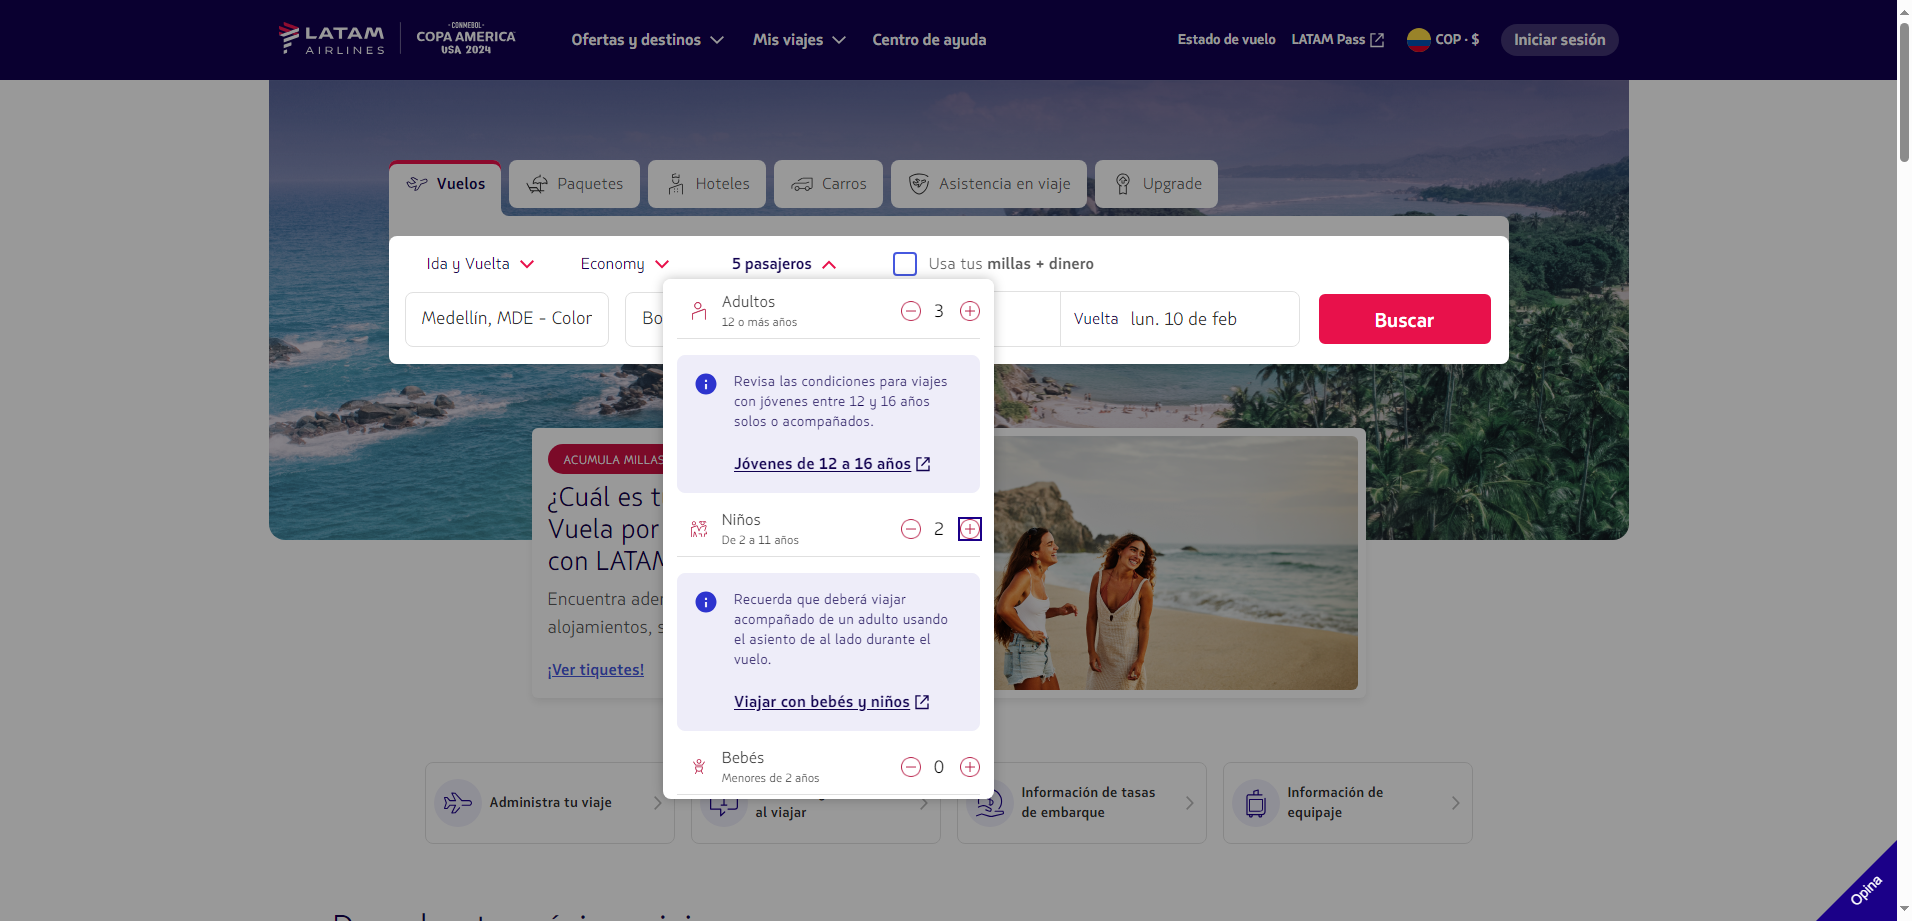 LATAM AIRLINES
·CONMEBOL·
COPA AMERICA
USA 2024
Ofertas y destinos
Mis viajes
Centro de ayuda
Estado de vuelo
LATAM Pass
COP · $
Iniciar sesión
Vuelos
Paquetes
Hoteles
Carros
Asistencia en viaje
Upgrade
Ida y Vuelta
Economy
5 pasajeros
Usa tus millas + dinero
Medellín, MDE - Color
Bo
Vuelta lun. 10 de feb
Buscar
Adultos
12 o más años
3
Revisa las condiciones para viajes
con jóvenes entre 12 y 16 años
solos o acompañados.
Jóvenes de 12 a 16 años
Niños
De 2 a 11 años
2
Recuerda que deberá viajar
acompañado de un adulto usando
el asiento de al lado durante el
vuelo.
Viajar con bebés y niños
Bebés
Menores de 2 años
0
ACUMULA MILLAS
¿Cuál es t
Vuela por
con LATAM
Encuentra ade
alojamientos, s
¡Ver tiquetes!
Administra tu viaje
al viajar
Información de tasas
de embarque
Información de
equipaje
Opina